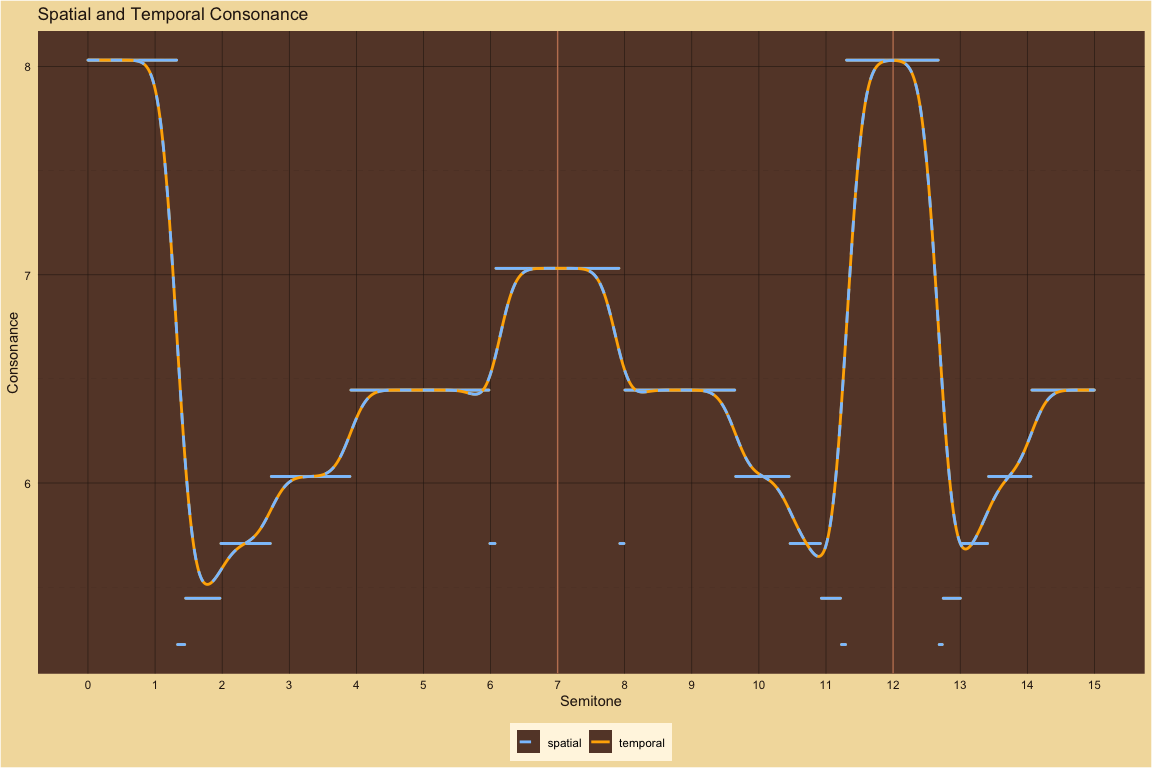 Spatial and Temporal Consonance
Consonance
8
7
6
0 1 2 3 4 5 6 7 8 9 10 11 12 13 14 15
Semitone
spatial temporal